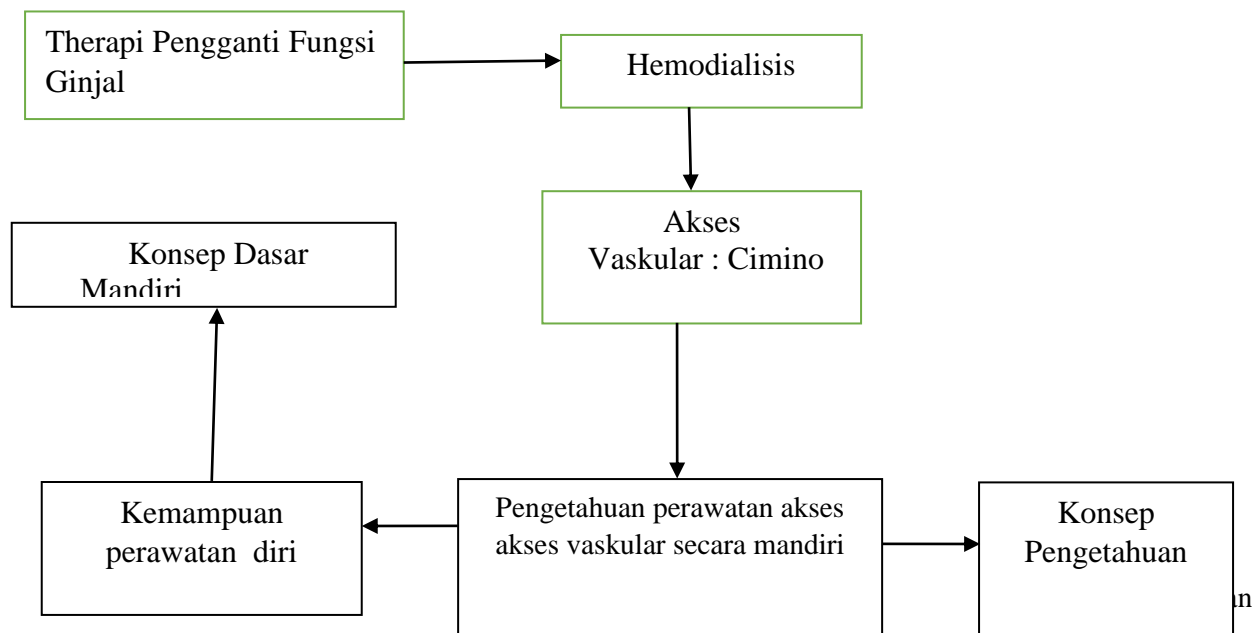 Therapi Pengganti Fungsi
Ginjal
Hemodialisis
Akses
Vaskular : Cimino
Konsep Dasar
Mandiri
Kemampuan
perawatan diri
Pengetahuan perawatan akses
akses vaskular secara mandiri
Konsep
Pengetahuan